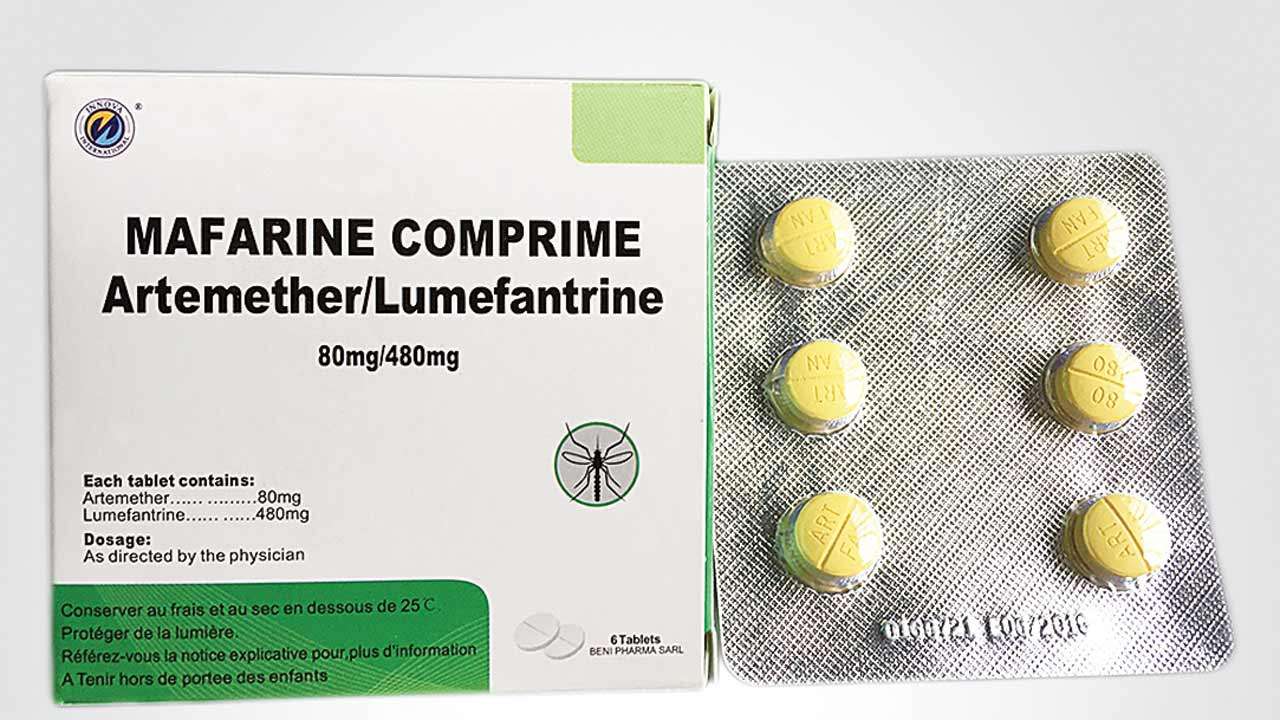 INNOVA
INTERNATIONAL
®
MAFARINE COMPRIME
Artemether/Lumefantrine
80mg/480mg
Each tablet contains:
Artemether...... .........80mg
Lumefantrine...... ......480mg
Dosage:
As directed by the physician
Conserver au frais et au sec en dessous de 25℃.
Protéger de la lumière.
Référez-vous la notice explicative pour,plus d'information
A Tenir hors de portee des enfants
6 Tablets
BENI PHARMA SARL
ART
FAN
ART
FAN
ART
FAN
80
ART
FAN
ART